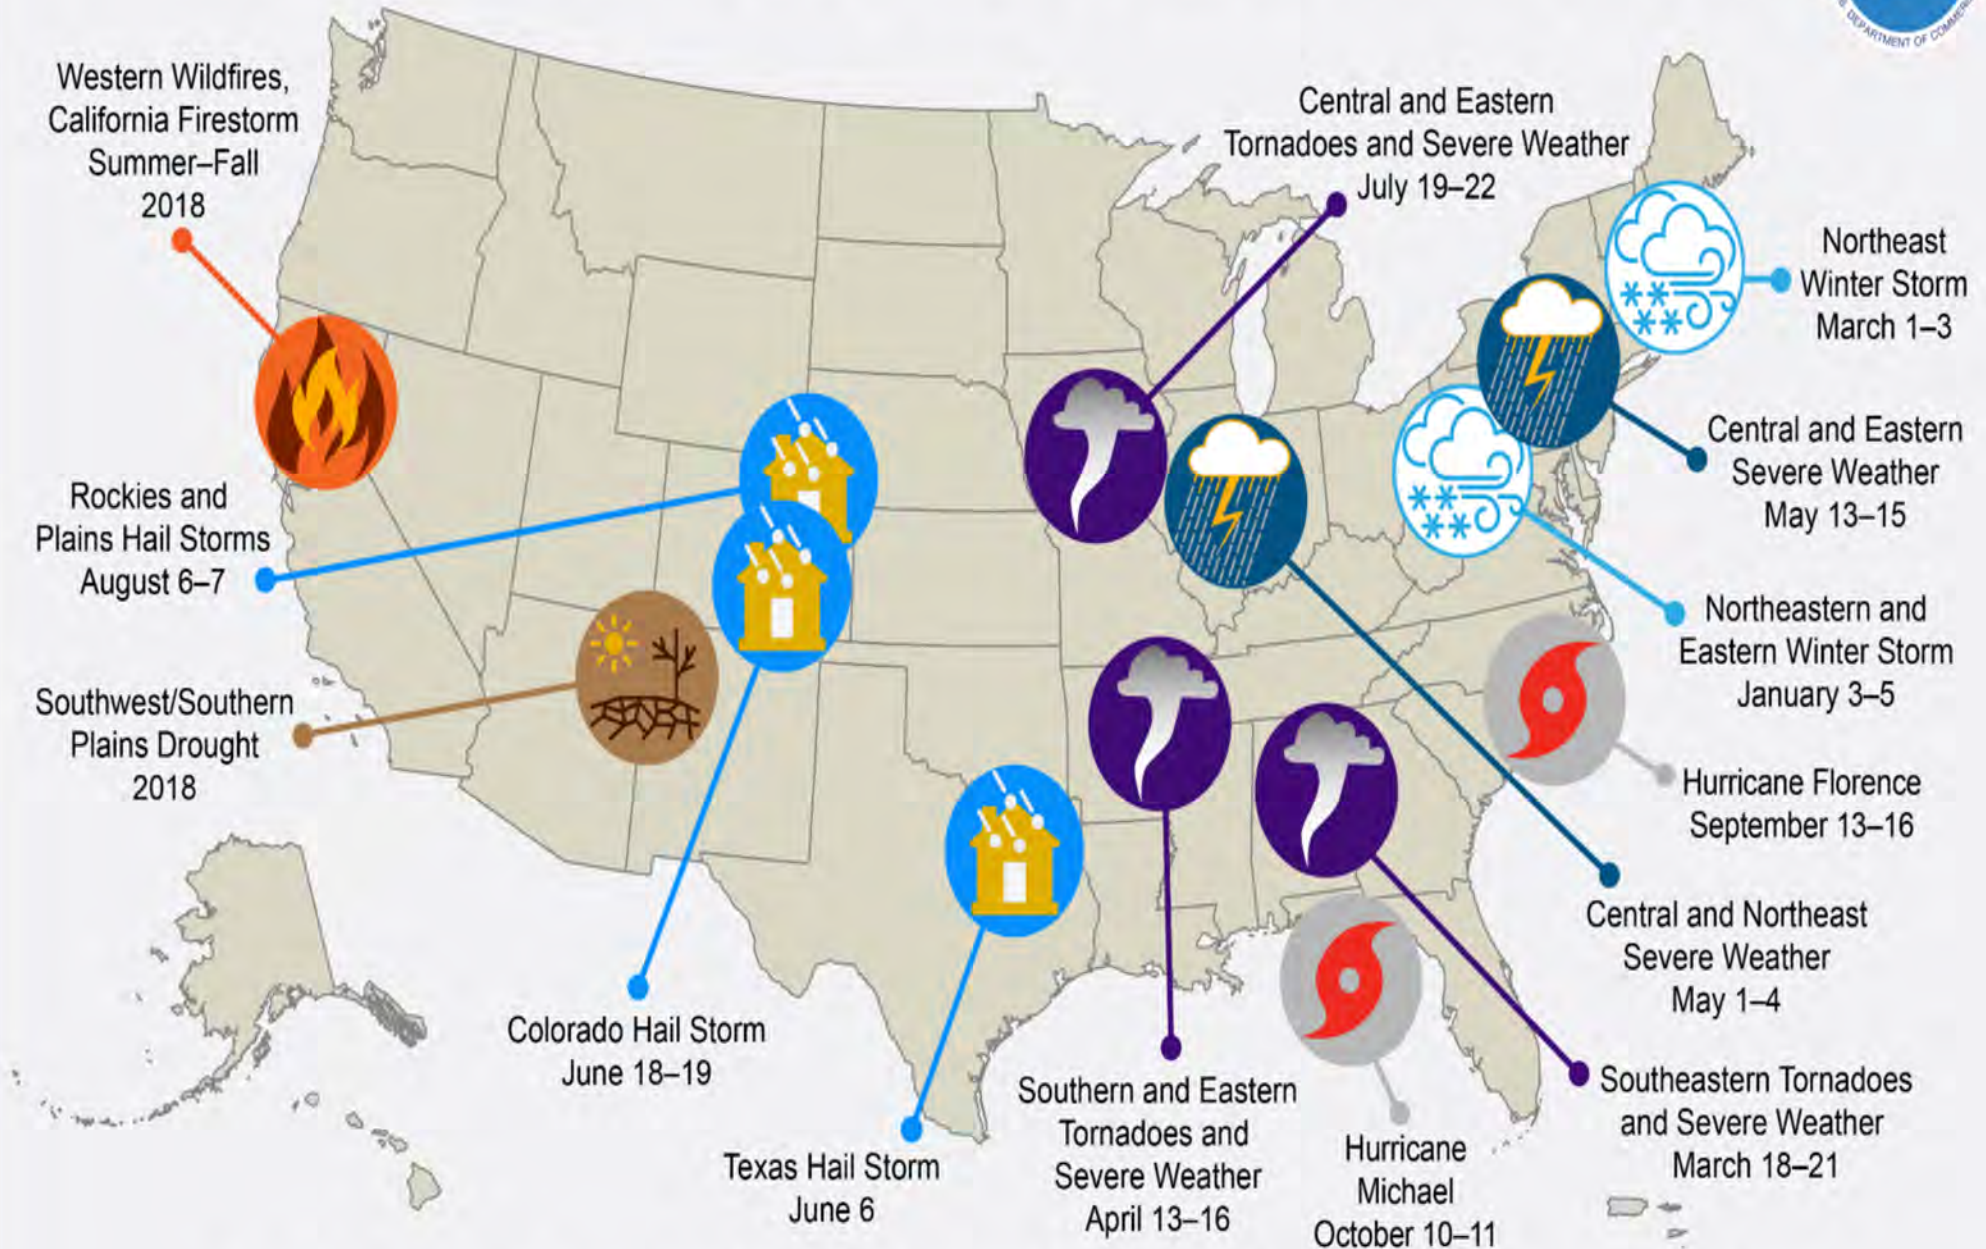 S. DEPARTMENT OF COMMERCE
Western Wildfires,
California Firestorm
Summer–Fall
2018
Central and Eastern
Tornadoes and Severe Weather
July 19–22
Northeast
Winter Storm
March 1–3
Central and Eastern
Severe Weather
May 13–15
Rockies and
Plains Hail Storms
August 6–7
Northeastern and
Eastern Winter Storm
January 3–5
Southwest/Southern
Plains Drought
2018
Hurricane Florence
September 13–16
Central and Northeast
Severe Weather
May 1–4
Colorado Hail Storm
June 18–19
Texas Hail Storm
June 6
Southern and Eastern
Tornadoes and
Severe Weather
April 13–16
Hurricane
Michael
October 10–11
Southeastern Tornadoes
and Severe Weather
March 18–21